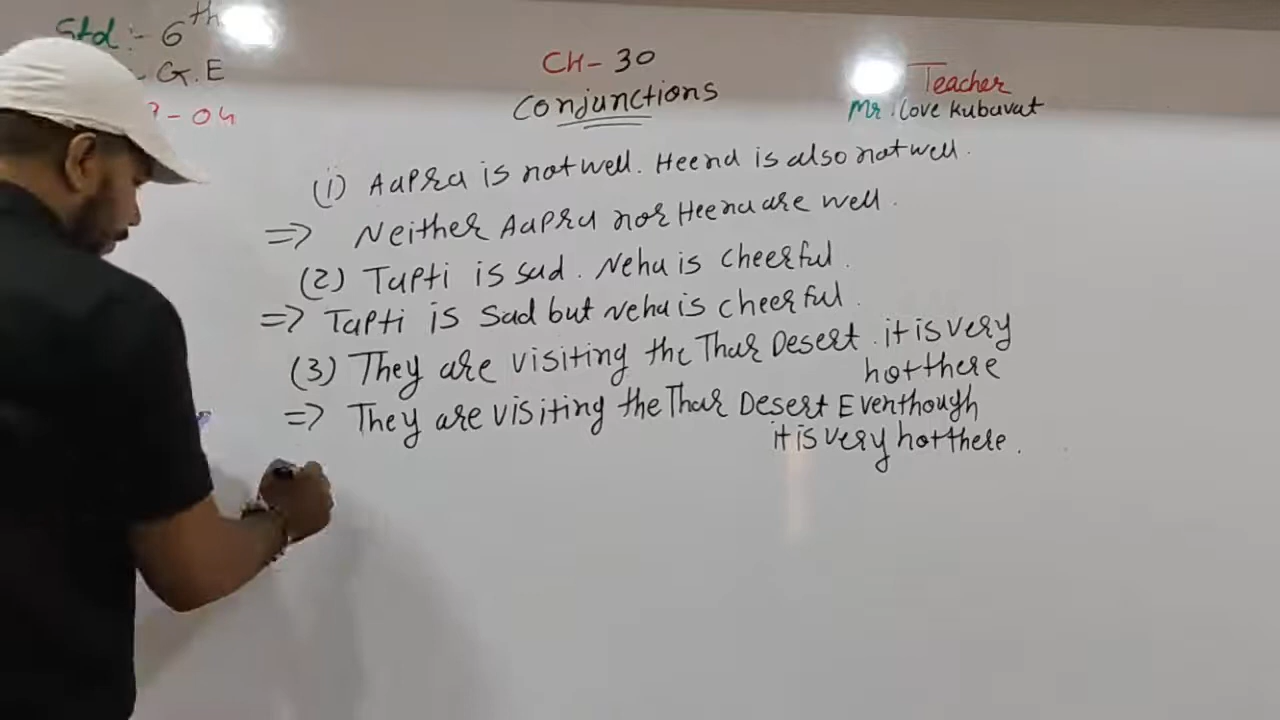 Std :- 6th
- G.E
- 04
CH- 30
Conjunctions
Teacher
Mr. Love Kubavat
(1) Aapra is not well. Heena is also not well.
=> Neither Aapra nor Heena are well.
(2) Tapti is sad. Neha is cheerful.
=> Tapti is sad but Neha is cheerful.
(3) They are visiting the Thar Desert. it is very
hot there
=> They are visiting the Thar Desert Eventhough
it is very hot there.